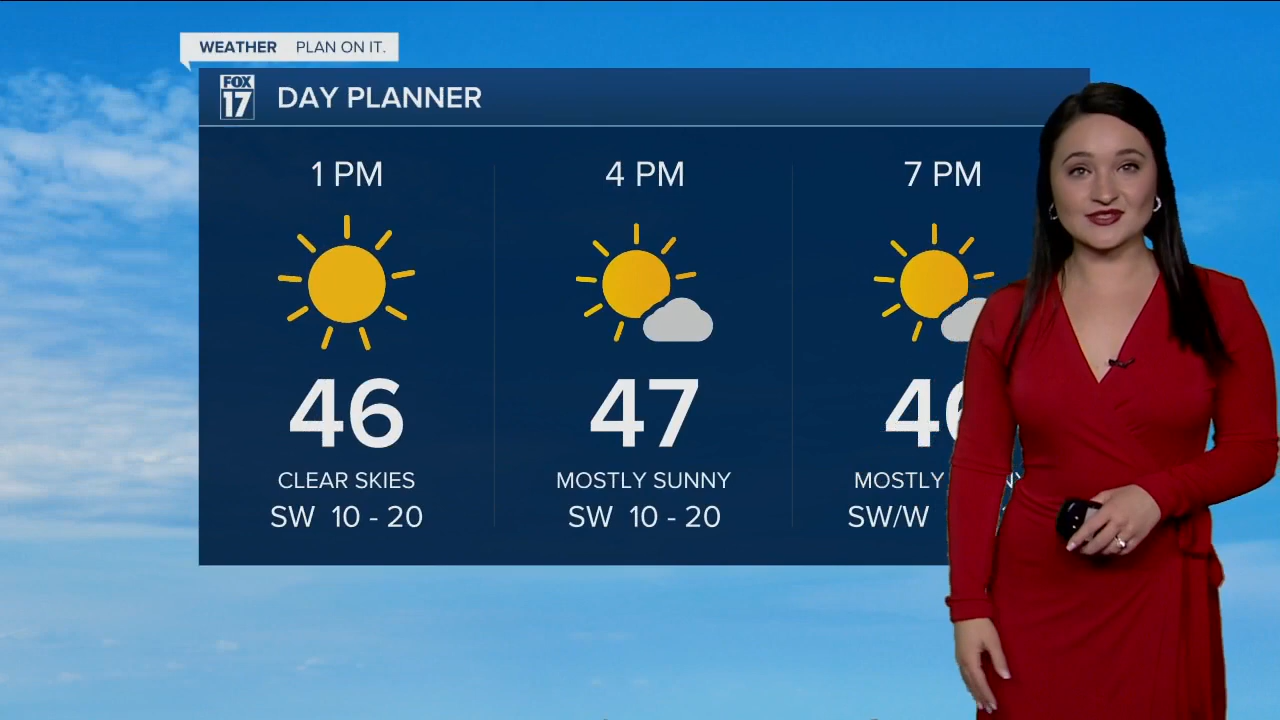 WEATHER PLAN ON IT.
FOX
17
DAY PLANNER
1 PM
4 PM
7 PM
46
47
CLEAR SKIES
MOSTLY SUNNY
MOSTLY
SW 10 - 20
SW 10 - 20
SW/W